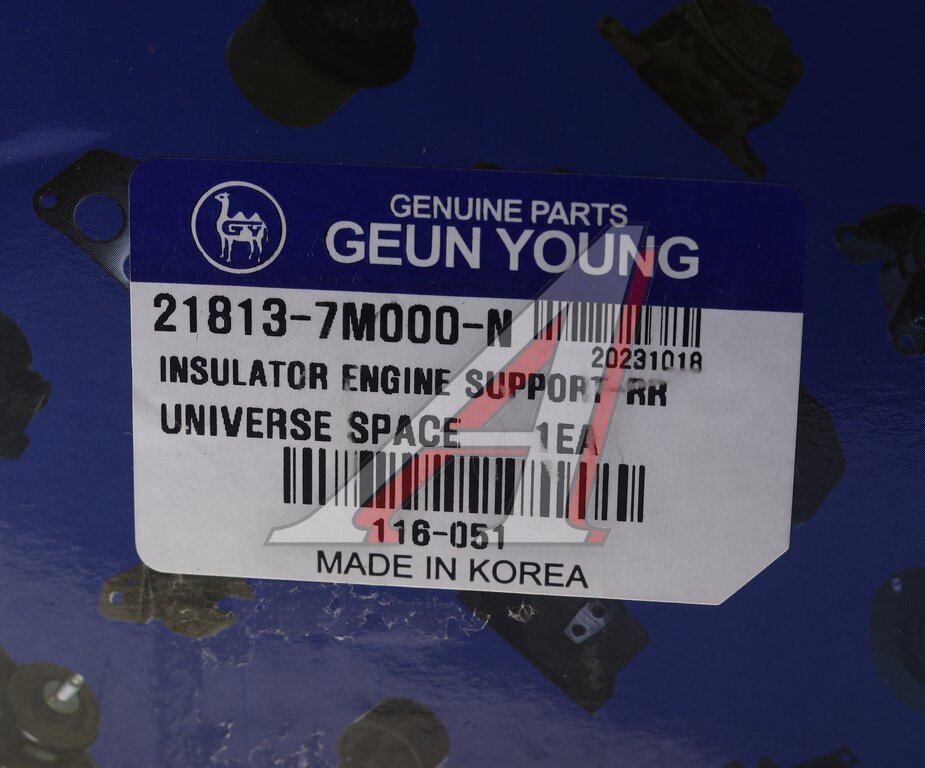 GY
GENUINE PARTS
GEUN YOUNG
21813-7M000-N
20231018
INSULATOR ENGINE SUPPORT-RR
UNIVERSE SPACE 1EA
116-051
MADE IN KOREA